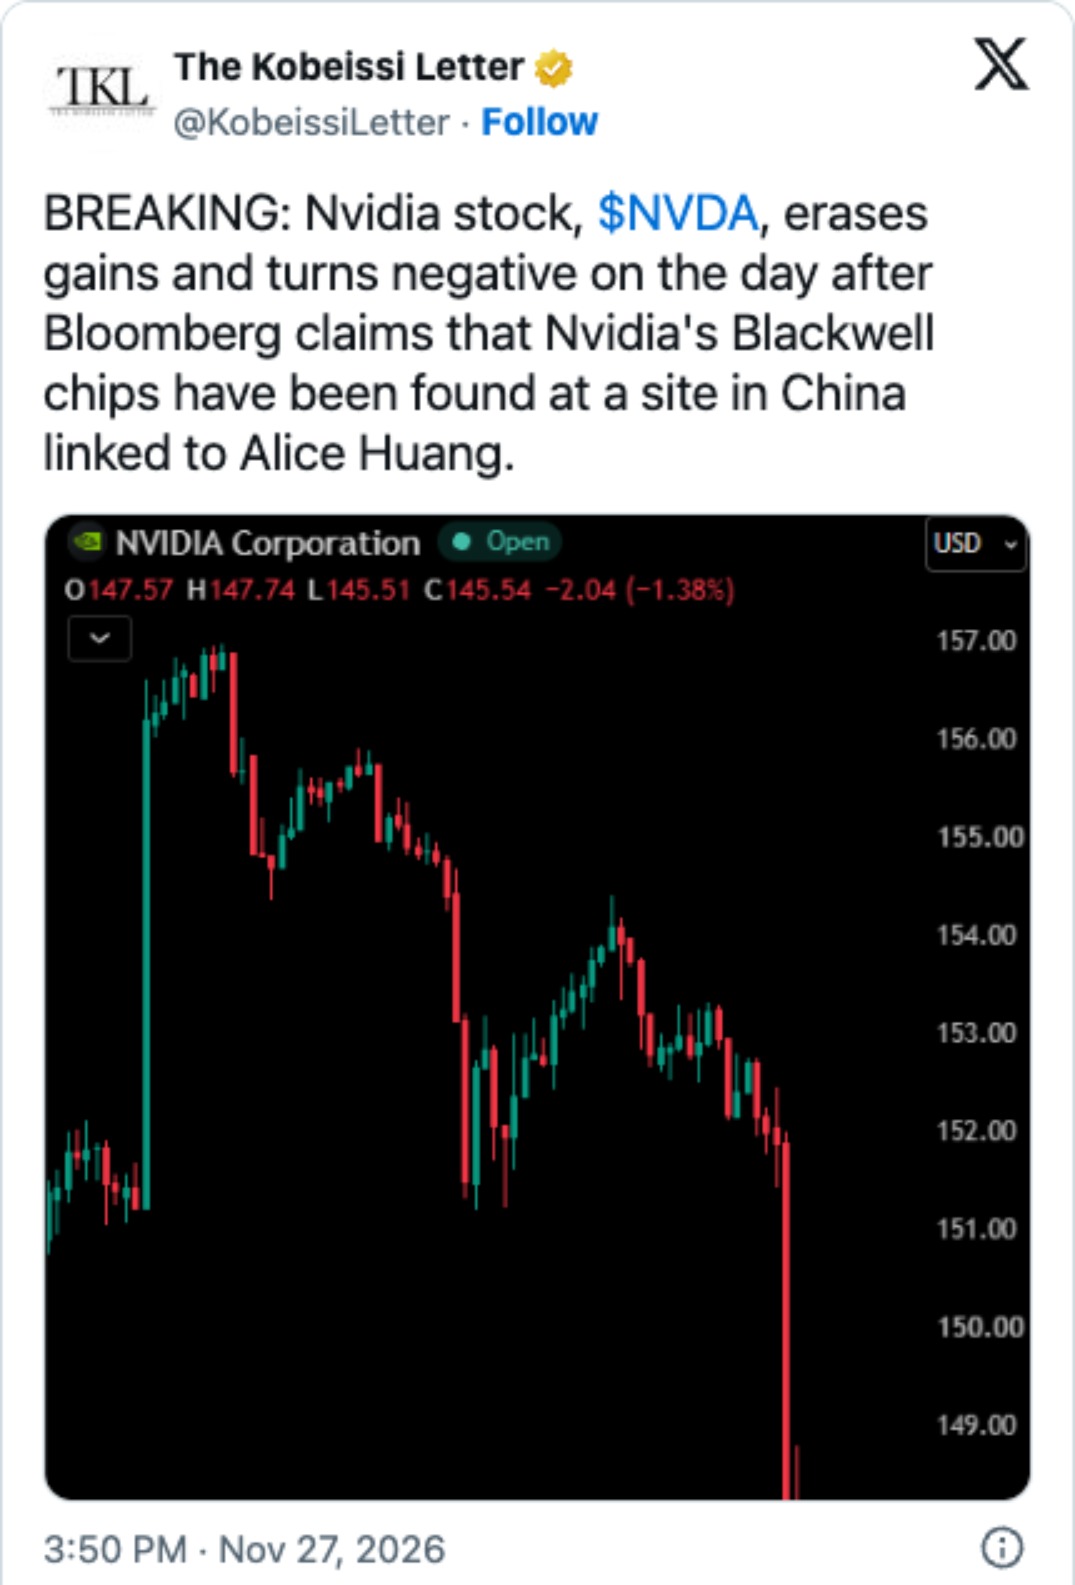 TKL
The Kobeissi Letter
@KobeissiLetter · Follow
BREAKING: Nvidia stock, $NVDA, erases
gains and turns negative on the day after
Bloomberg claims that Nvidia's Blackwell
chips have been found at a site in China
linked to Alice Huang.
NVIDIA Corporation Open USD
O147.57 H147.74 L145.51 C145.54 −2.04 (−1.38%)
157.00
156.00
155.00
154.00
153.00
152.00
151.00
150.00
149.00
3:50 PM · Nov 27, 2026